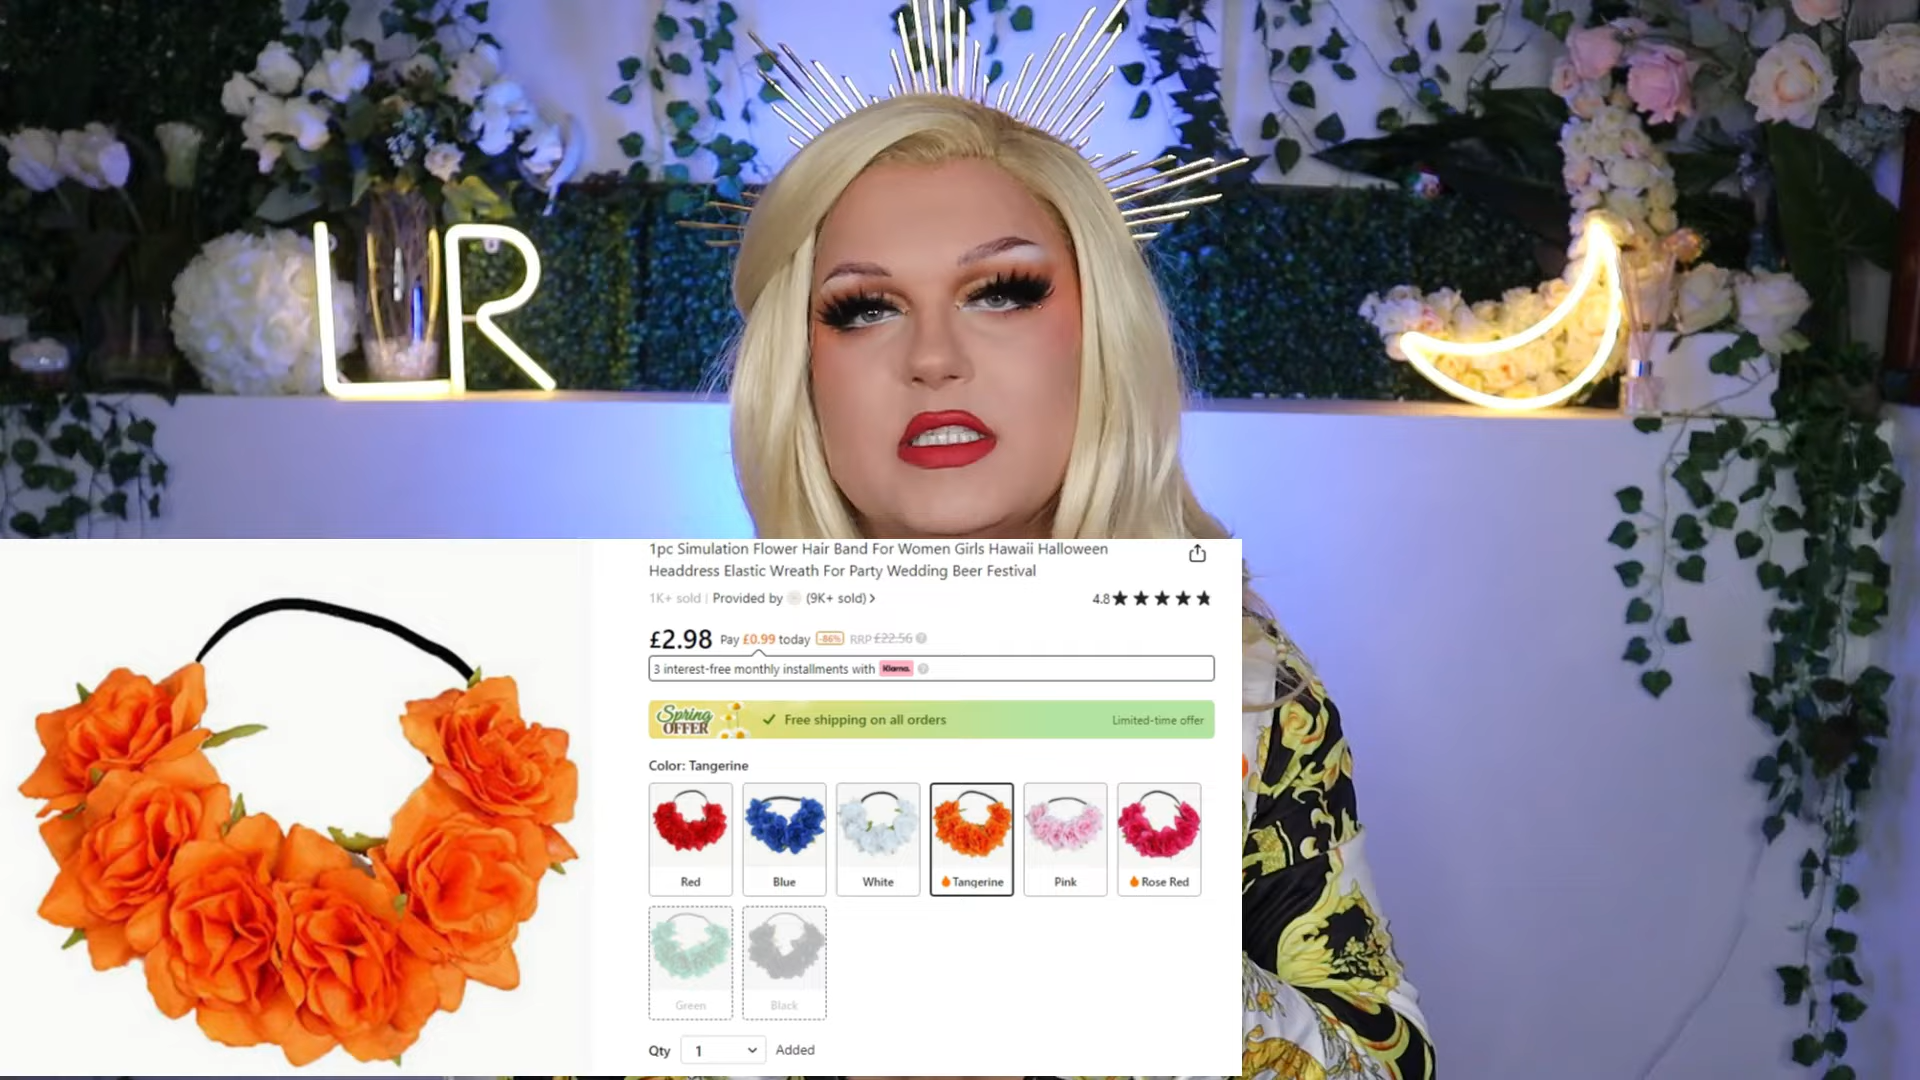 LR
1pc Simulation Flower Hair Band For Women Girls Hawaii Halloween
Headdress Elastic Wreath For Party Wedding Beer Festival
1K+ sold | Provided by (9K+ sold) >
4.8 ★★★★★
£2.98 Pay £0.99 today -86% RRP £22.56 ?
3 interest-free monthly installments with Klarna. ?
Spring
OFFER
✓ Free shipping on all orders
Limited-time offer
Color: Tangerine
Red
Blue
White
Tangerine
Pink
Rose Red
Green
Black
Qty 1 Added